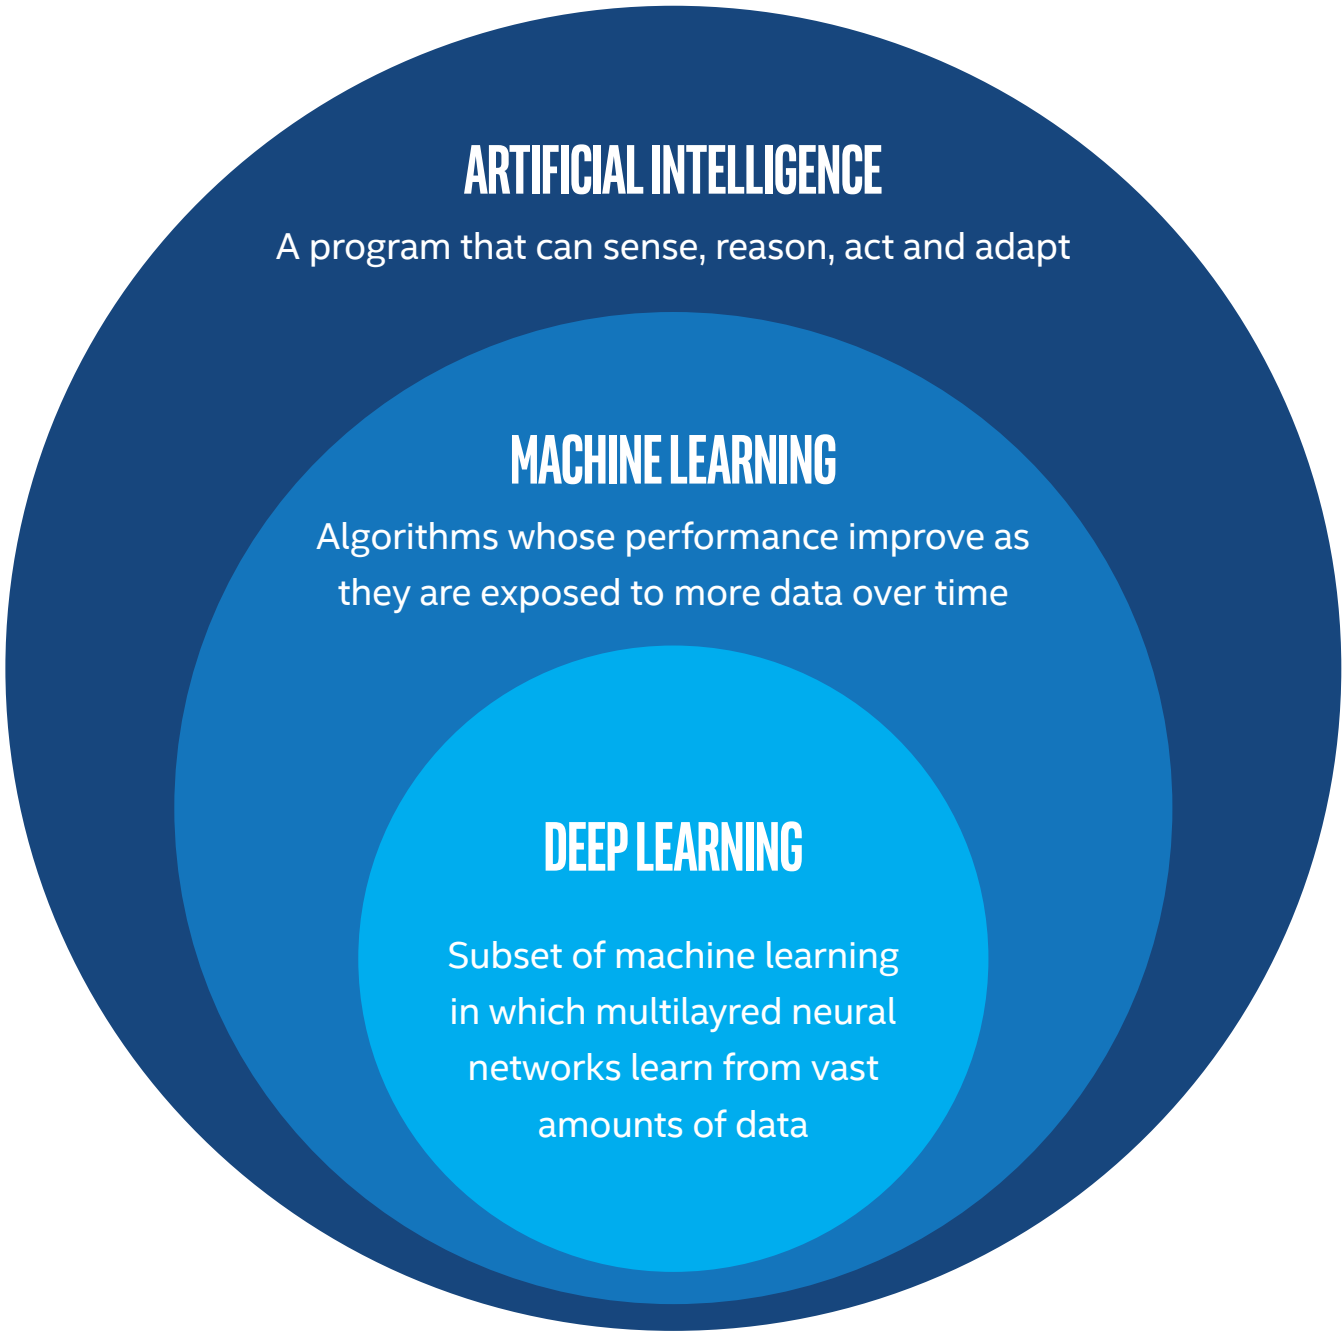 ARTIFICIAL INTELLIGENCE
A program that can sense, reason, act and adapt
MACHINE LEARNING
Algorithms whose performance improve as
they are exposed to more data over time
DEEP LEARNING
Subset of machine learning
in which multilayred neural
networks learn from vast
amounts of data